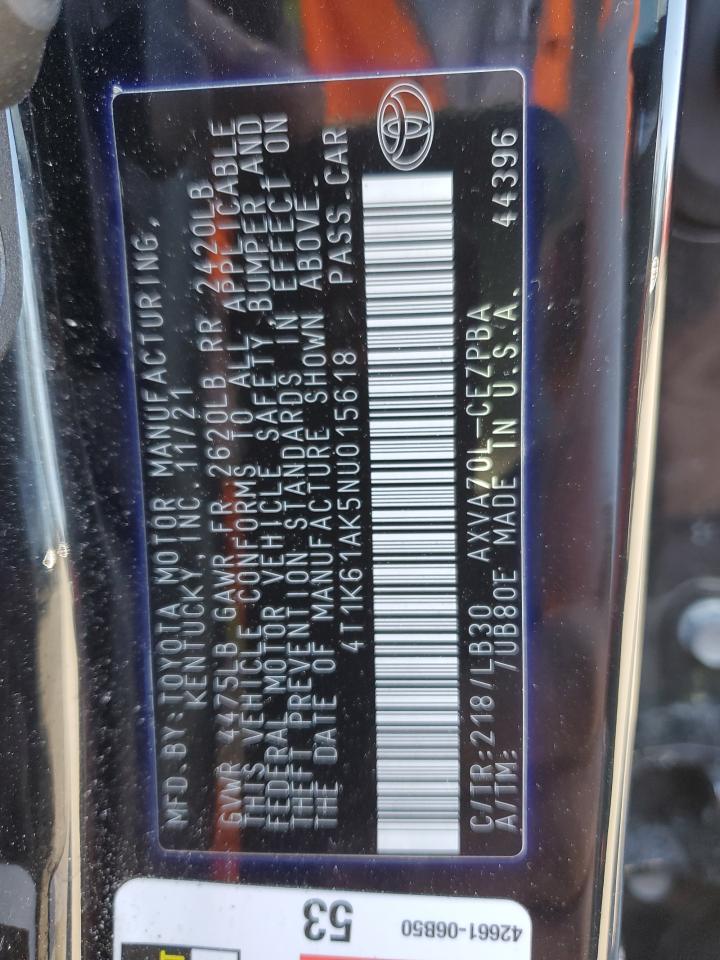 MFD.BY:TOYOTA MOTOR MANUFACTURING,
KENTUCKY, INC. 11/21
GVWR 4475LB GAWR FR 2620LB RR 2420LB
THIS VEHICLE CONFORMS TO ALL APPLICABLE
FEDERAL MOTOR VEHICLE SAFETY, BUMPER, AND
THEFT PREVENTION STANDARDS IN EFFECT ON
THE DATE OF MANUFACTURE SHOWN ABOVE.
4T1K61AK5NU015618 PASS.CAR
C/TR:218/LB30 AXVA70L-CEZPBA
A/TM: /UB80E MADE IN U.S.A. 44396
53
42661-06B50